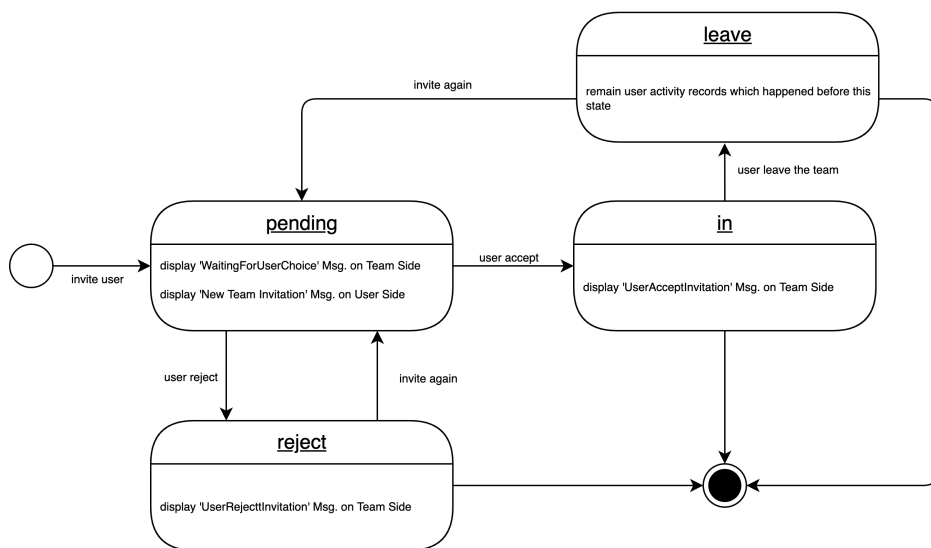 leave
remain user activity records which happened before this
state
invite again
user leave the team
pending
display 'WaitingForUserChoice' Msg. on Team Side
display 'New Team Invitation' Msg. on User Side
in
display 'UserAcceptInvitation' Msg. on Team Side
invite user
user accept
user reject
invite again
reject
display 'UserRejecttInvitation' Msg. on Team Side